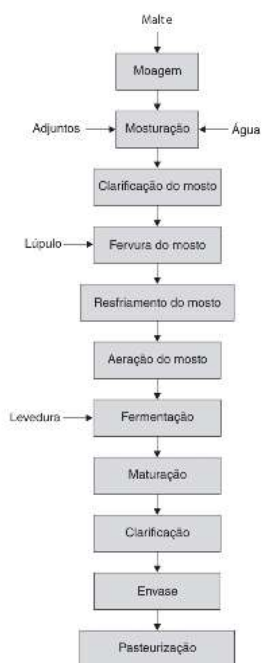 Malte
Moagem
Adjuntos
Mosturação
Água
Clarificação do mosto
Lúpulo
Fervura do mosto
Resfriamento do mosto
Aeração do mosto
Levedura
Fermentação
Maturação
Clarificação
Envase
Pasteurização